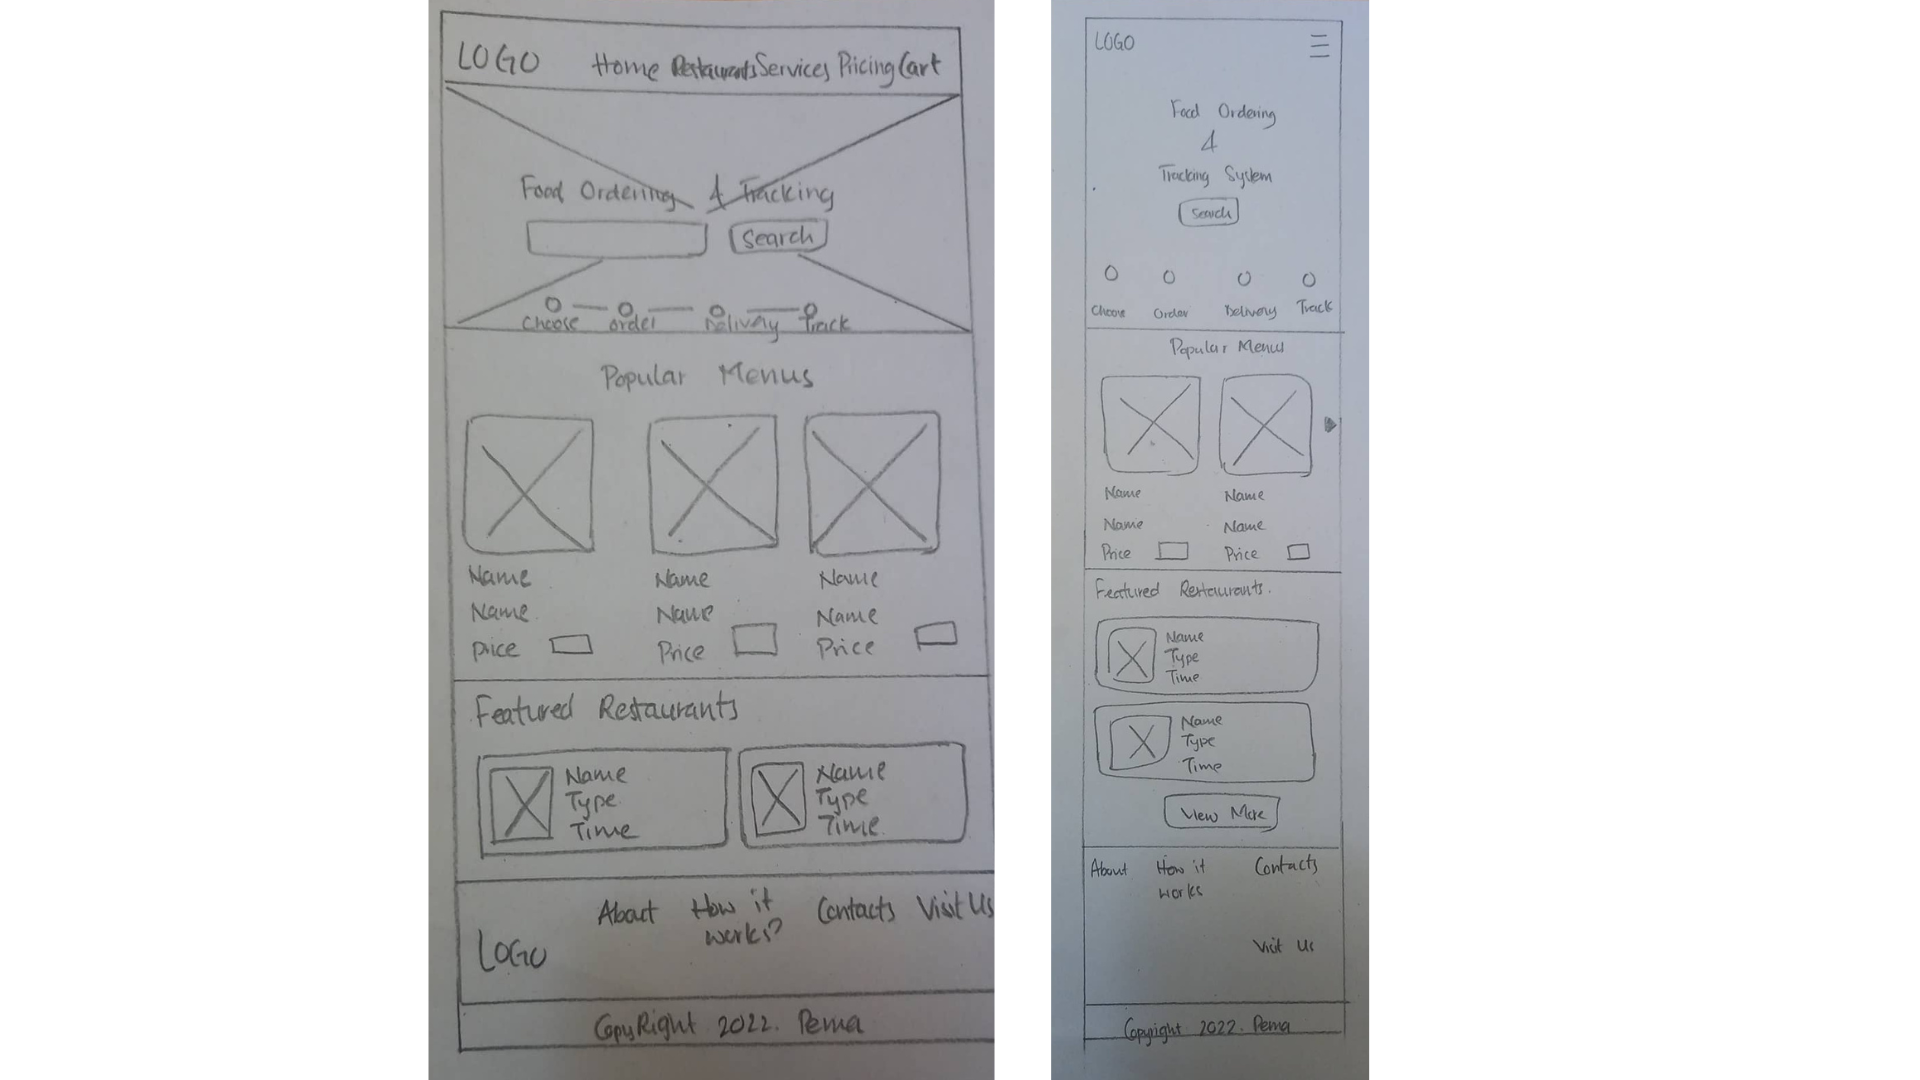 LOGO Home Restaurants Services Pricing Cart
Food Ordering & Tracking
Search
Choose order Delivery Track
Popular Menus
Name Name Name
Name Name Name
Price Price Price
Featured Restaurants
Name Name
Type Type
Time Time
About How it works? Contacts Visit Us
LOGO
CopyRight 2022. Pema
LOGO
Food Ordering
&
Tracking System
Search
Choose Order Delivery Track
Popular Menus
Name Name
Name Name
Price Price
Featured Restaurants.
Name
Type
Time
Name
Type
Time
View More
About How it works Contacts
Visit Us
Copyright 2022. Pema